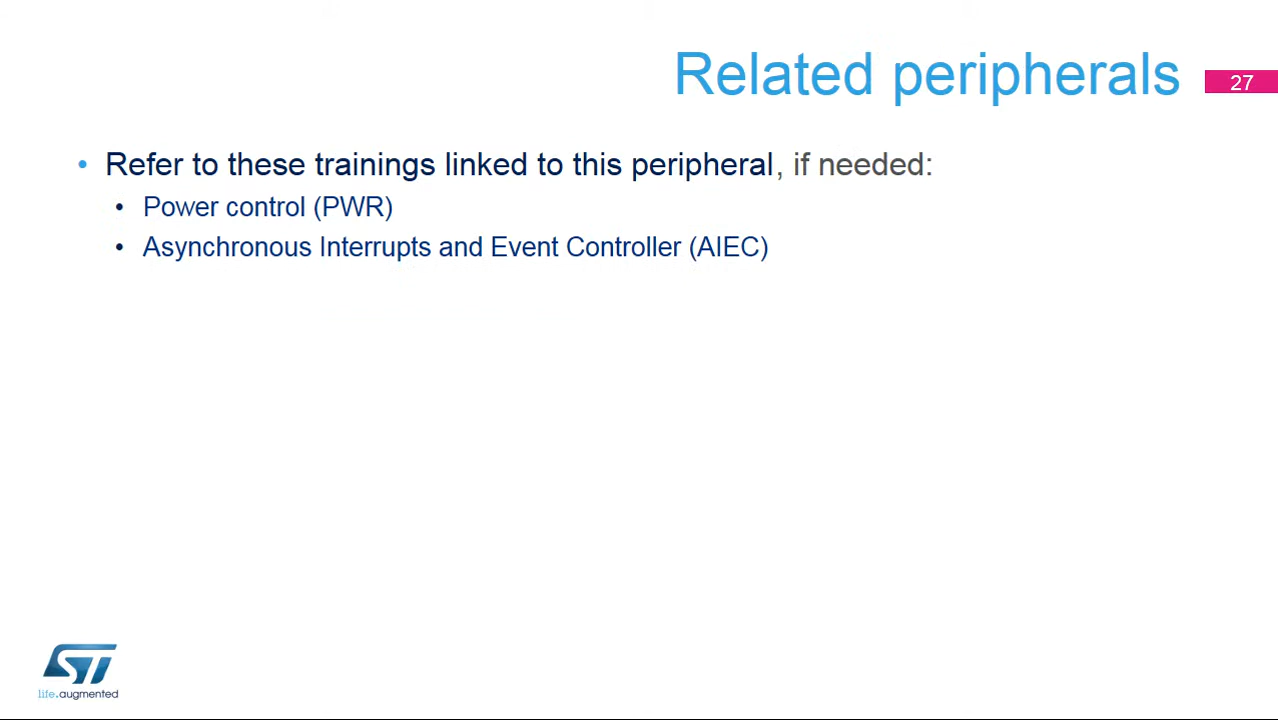 Related peripherals
27
• Refer to these trainings linked to this peripheral, if needed:
• Power control (PWR)
• Asynchronous Interrupts and Event Controller (AIEC)
ST
life.augmented